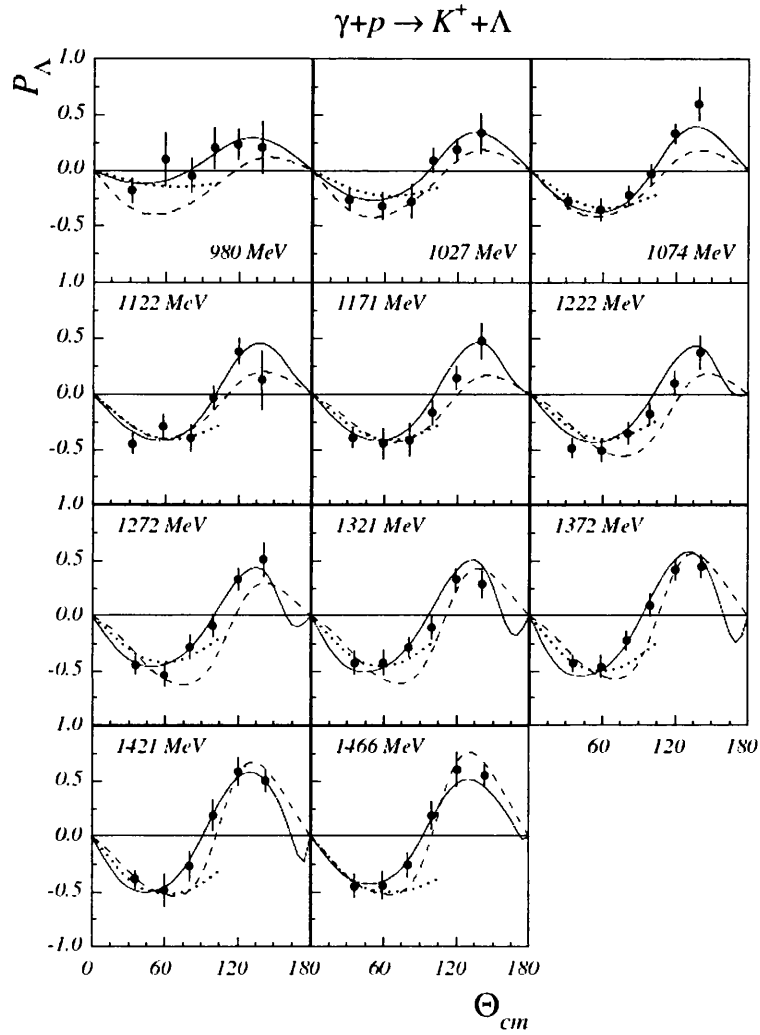 γ+p → K⁺+Λ
P_Λ
1.0
0.5
0.0
-0.5
980 MeV
1027 MeV
1074 MeV
1.0
1122 MeV
1171 MeV
1222 MeV
0.5
0.0
-0.5
1.0
1272 MeV
1321 MeV
1372 MeV
0.5
0.0
-0.5
1.0
60 120 180
1421 MeV
1466 MeV
0.5
0.0
-0.5
-1.0
0 60 120 180 60 120 180
Θ_cm